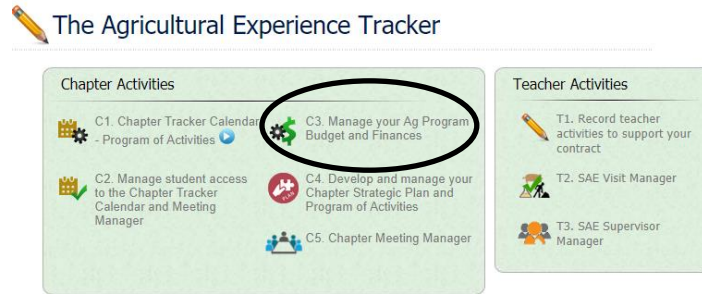 The Agricultural Experience Tracker
Chapter Activities
C1. Chapter Tracker Calendar
- Program of Activities
C2. Manage student access
to the Chapter Tracker
Calendar and Meeting
Manager
C3. Manage your Ag Program
Budget and Finances
C4. Develop and manage your
Chapter Strategic Plan and
Program of Activities
PLAN
C5. Chapter Meeting Manager
Teacher Activities
T1. Record teacher
activities to support your
contract
T2. SAE Visit Manager
T3. SAE Supervisor
Manager